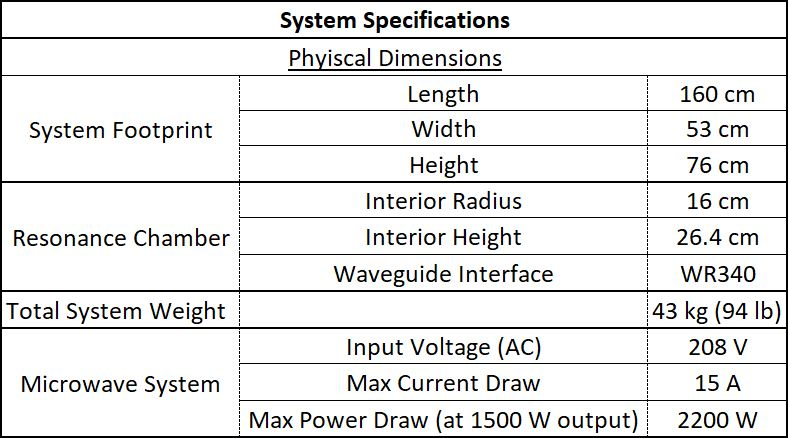 System Specifications
Phyiscal Dimensions
System Footprint
Length 160 cm
Width 53 cm
Height 76 cm
Resonance Chamber
Interior Radius 16 cm
Interior Height 26.4 cm
Waveguide Interface WR340
Total System Weight 43 kg (94 lb)
Microwave System
Input Voltage (AC) 208 V
Max Current Draw 15 A
Max Power Draw (at 1500 W output) 2200 W